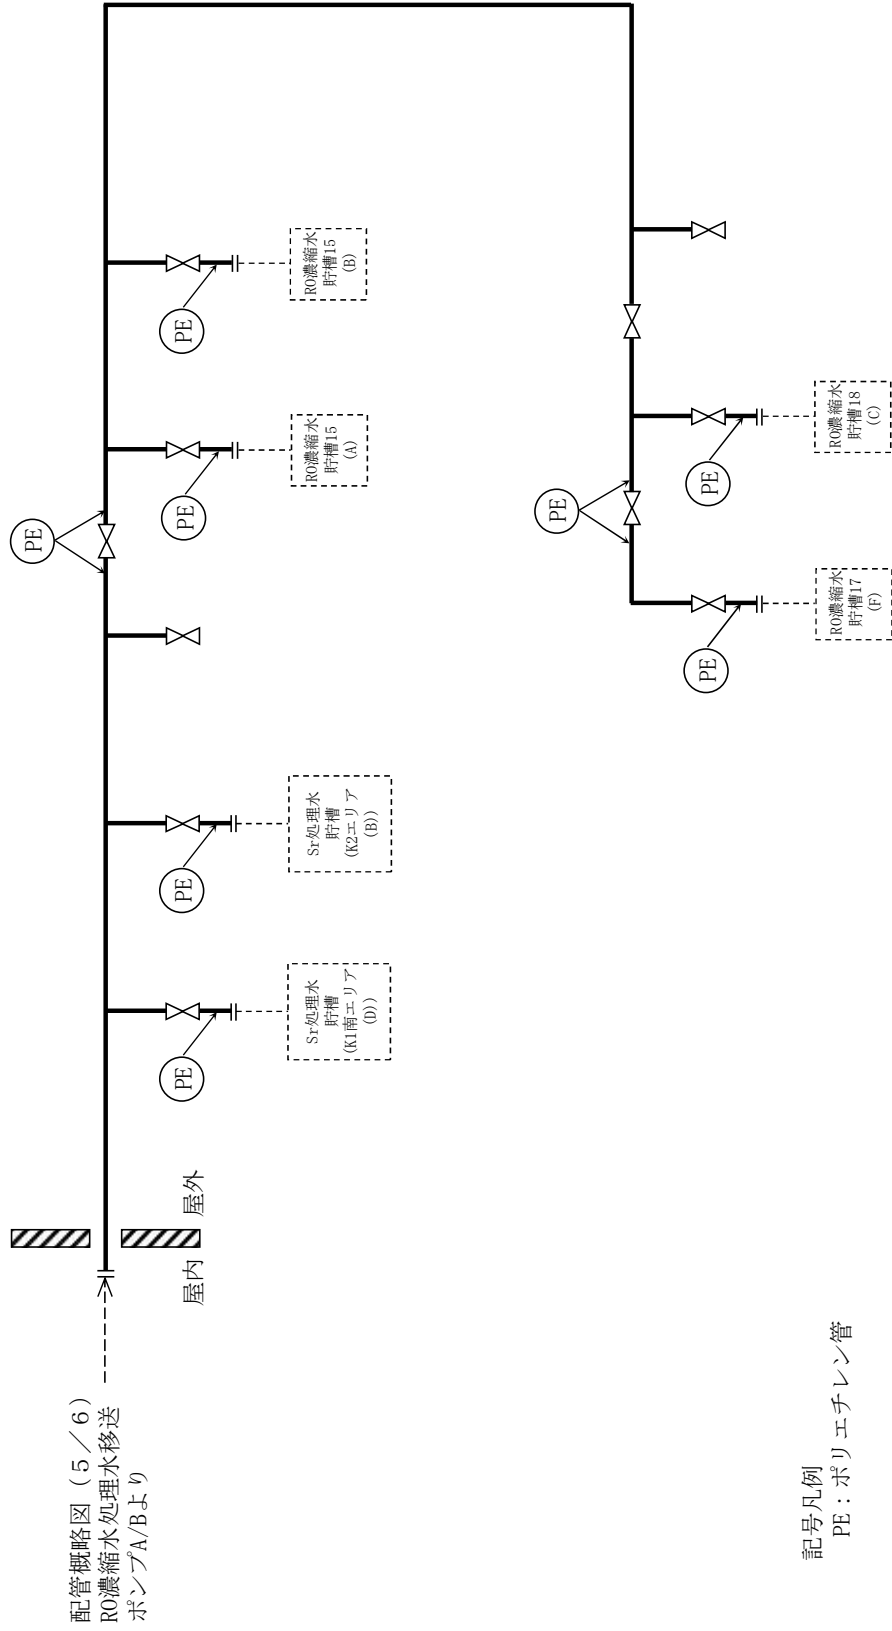 配管概略図（５／６）
RO濃縮水処理水移送
ポンプA/Bより
屋内
屋外
PE
Sr処理水
貯槽
(K1南エリア
(D))
PE
Sr処理水
貯槽
(K2エリア
(B))
PE
PE
RO濃縮水
貯槽15
(A)
PE
RO濃縮水
貯槽15
(B)
PE
RO濃縮水
貯槽17
(F)
PE
PE
RO濃縮水
貯槽18
(C)
記号凡例
PE：ポリエチレン管